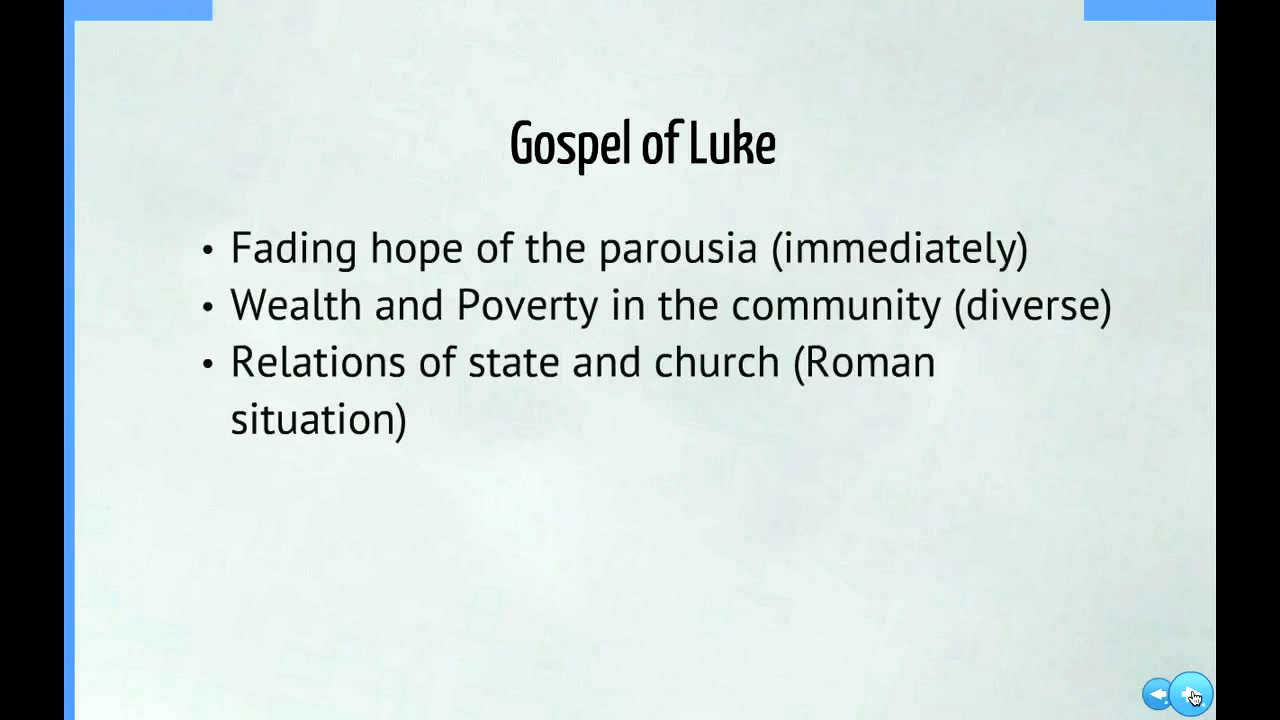 Gospel of Luke
• Fading hope of the parousia (immediately)
• Wealth and Poverty in the community (diverse)
• Relations of state and church (Roman
situation)